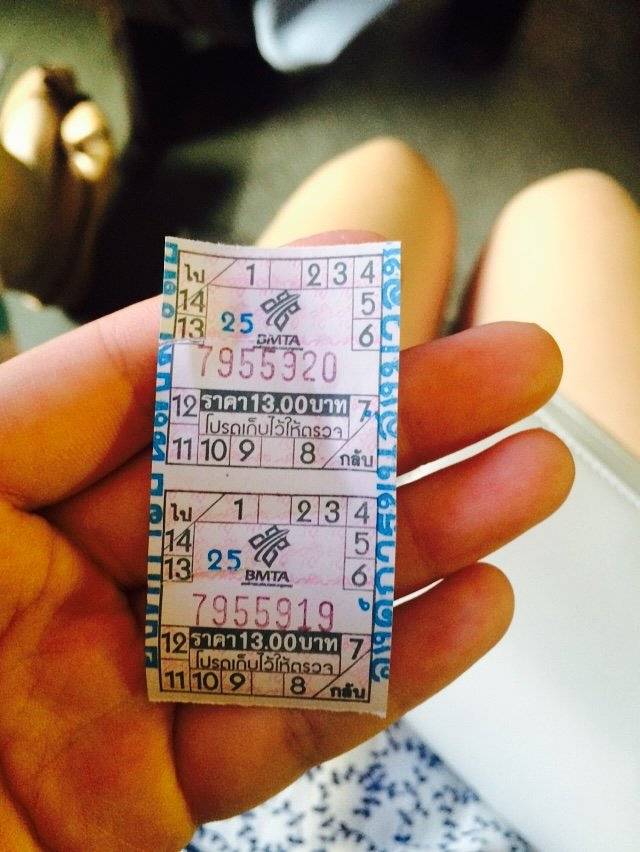 ไป 1 2 3 4
14 5
13 25 6
BMTA
7955920
12 ราคา13.00บาท 7
โปรดเก็บไว้ให้ตรวจ
11 10 9 8 กลับ
ไป 1 2 3 4
14 5
13 25 6
BMTA
7955919
12 ราคา13.00บาท 7
โปรดเก็บไว้ให้ตรวจ
11 10 9 8 กลับ